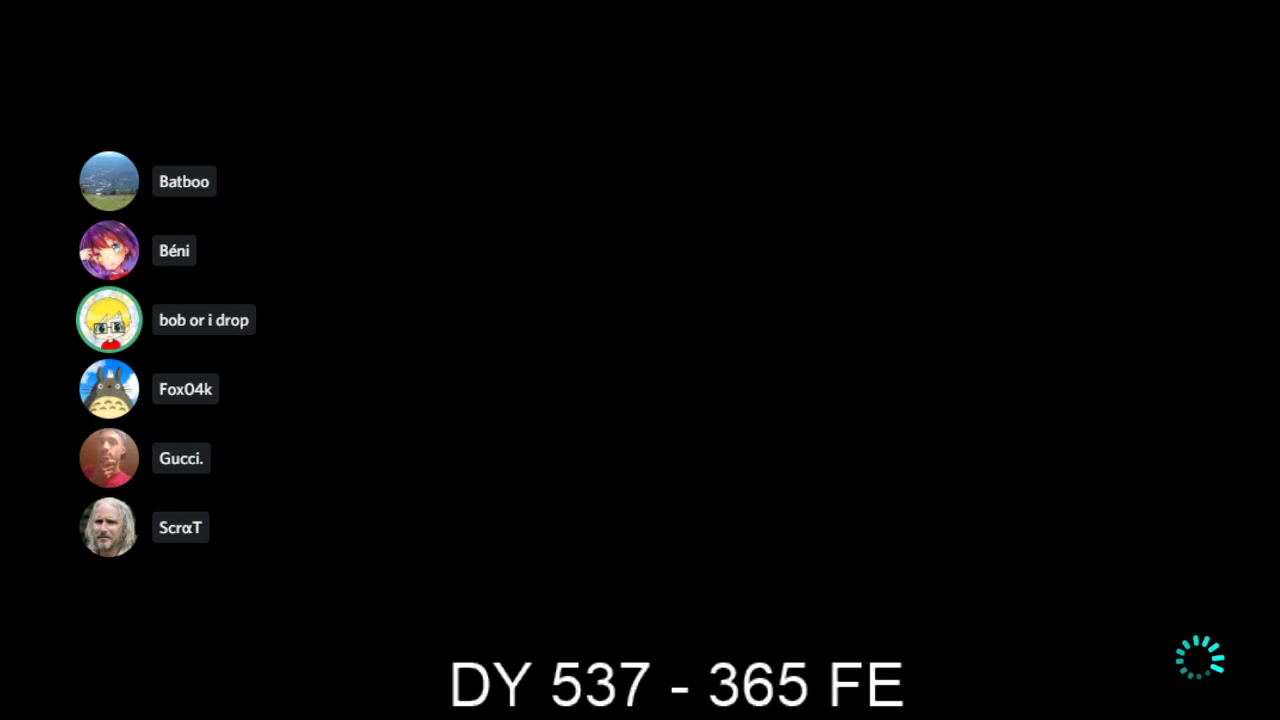 Batboo
Béni
bob or i drop
Fox04k
Gucci.
ScrαT
DY 537 - 365 FE